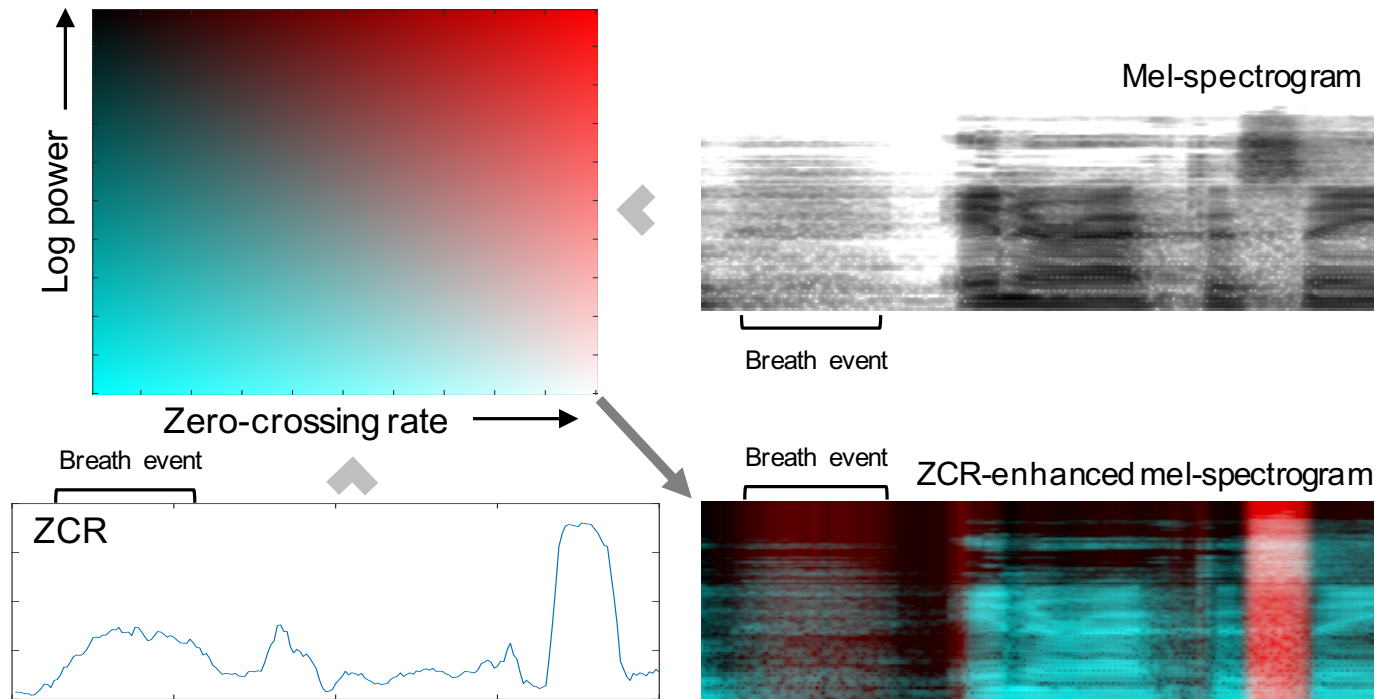 Log power
Zero-crossing rate
Mel-spectrogram
Breath event
Breath event
ZCR
Breath event
ZCR-enhanced mel-spectrogram